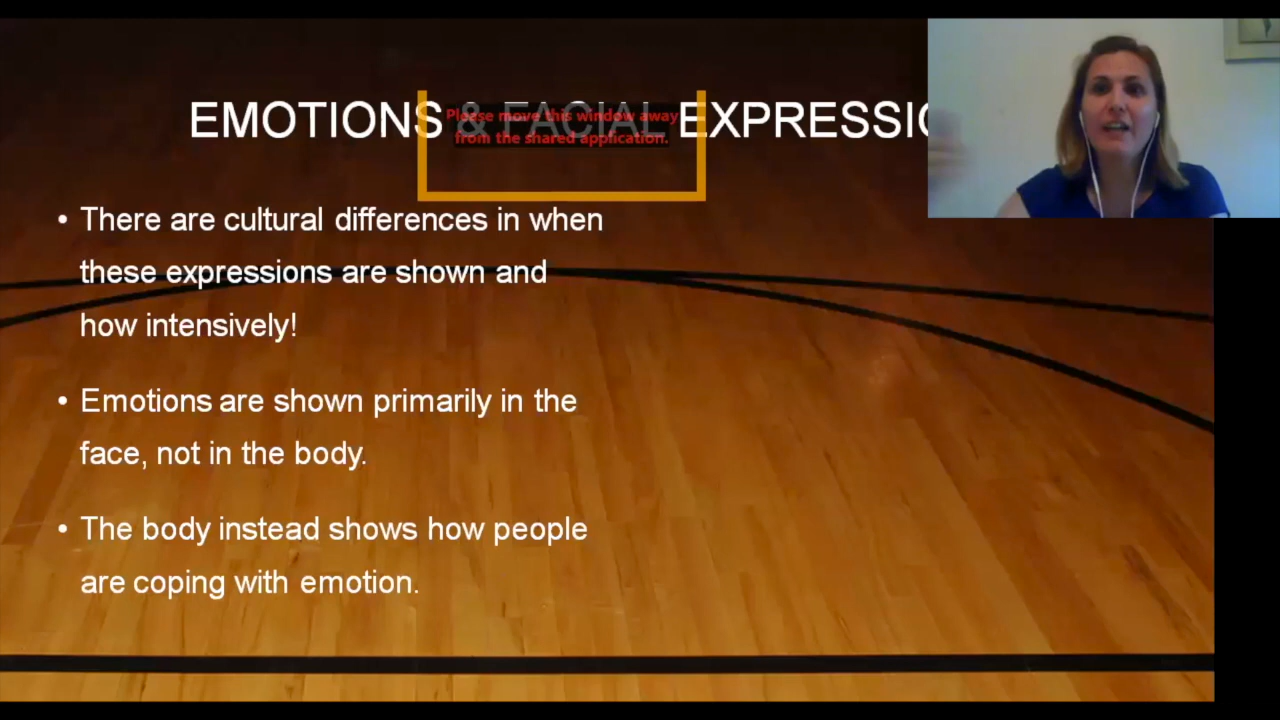 EMOTIONS & FACIAL EXPRESSIO
Please move this window away
from the shared application.
• There are cultural differences in when
these expressions are shown and
how intensively!
• Emotions are shown primarily in the
face, not in the body.
• The body instead shows how people
are coping with emotion.